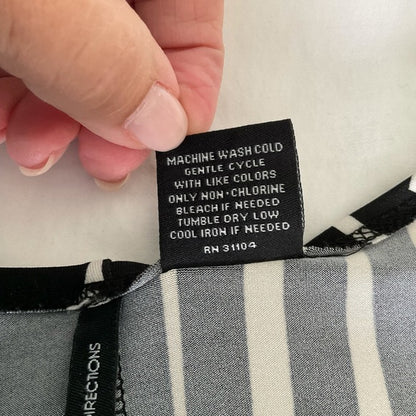 MACHINE WASH COLD
GENTLE CYCLE
WITH LIKE COLORS
ONLY NON-CHLORINE
BLEACH IF NEEDED
TUMBLE DRY LOW
COOL IRON IF NEEDED
RN 31104
DIRECTIONS